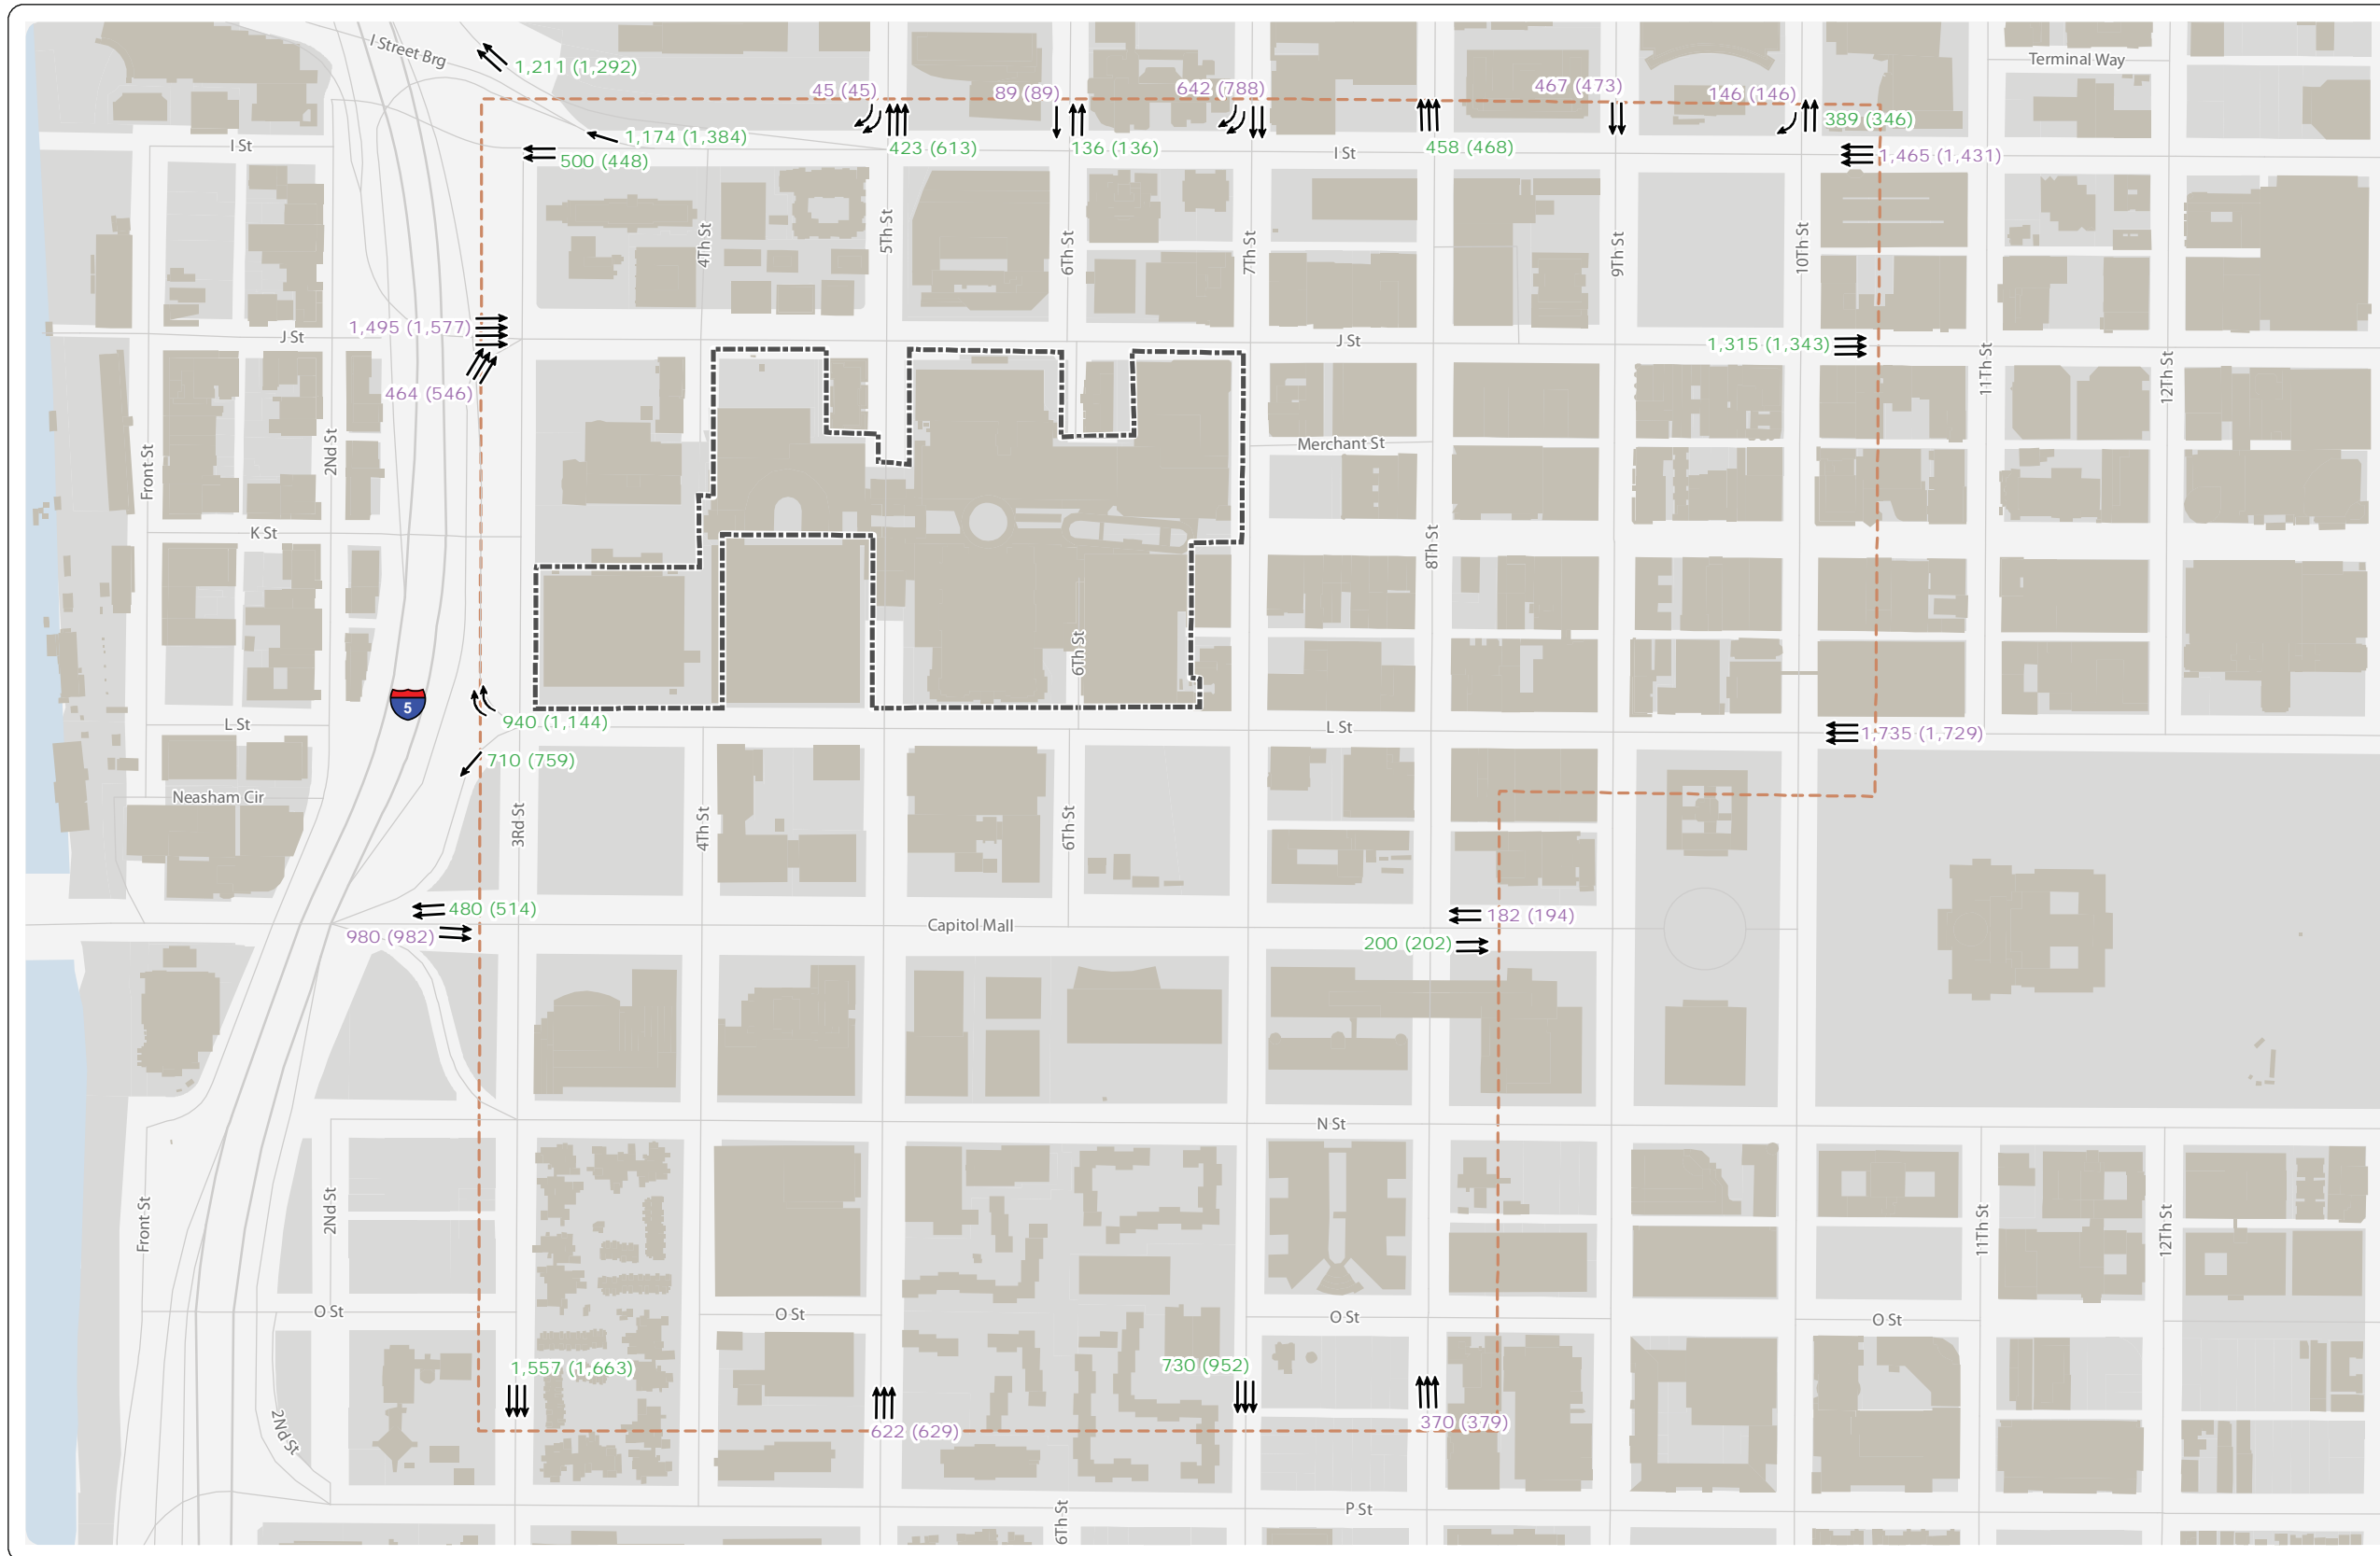 I Street Brg
1,211 (1,292)
Terminal Way
45 (45)
89 (89)
642 (788)
467 (473)
146 (146)
389 (346)
1,174 (1,384)
500 (448)
423 (613)
136 (136)
458 (468)
I St
I St
1,465 (1,431)
4Th St
5Th St
6Th St
7Th St
9Th St
10Th St
1,495 (1,577)
J St
J St
1,315 (1,343)
464 (546)
11Th St
12Th St
Front St
2Nd St
Merchant St
K St
8Th St
6Th St
5
940 (1,144)
L St
L St
1,735 (1,729)
710 (759)
Neasham Cir
3Rd St
4Th St
6Th St
480 (514)
980 (982)
Capitol Mall
182 (194)
200 (202)
N St
Front St
2Nd St
11Th St
12Th St
O St
O St
O St
O St
1,557 (1,663)
730 (952)
622 (629)
370 (379)
2Nd St
6Th St
P St